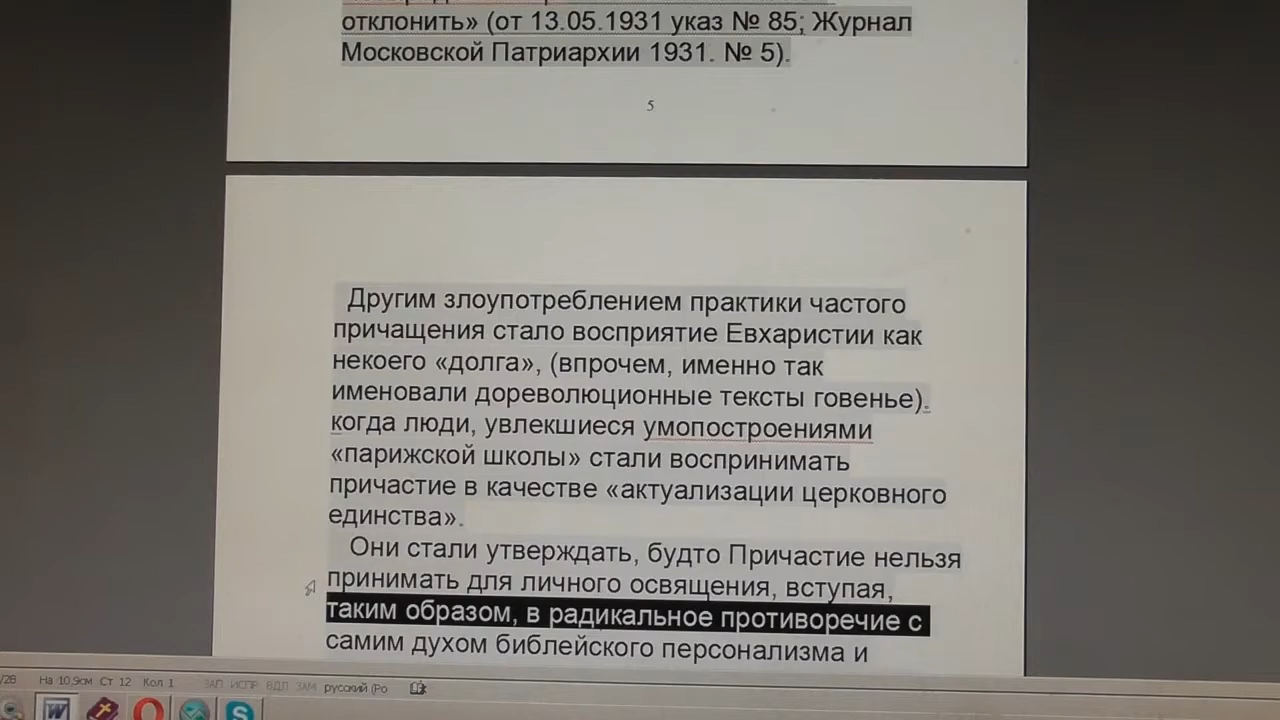 отклонить» (от 13.05.1931 указ № 85; Журнал
Московской Патриархии 1931. № 5).
5
Другим злоупотреблением практики частого
причащения стало восприятие Евхаристии как
некоего «долга», (впрочем, именно так
именовали дореволюционные тексты говенье).
когда люди, увлекшиеся умопостроениями
«парижской школы» стали воспринимать
причастие в качестве «актуализации церковного
единства».
Они стали утверждать, будто Причастие нельзя
принимать для личного освящения, вступая,
таким образом, в радикальное противоречие с
самим духом библейского персонализма и
/28 На 10,9см Ст 12 Кол 1 ЗАП ИСПР ВДЛ ЗАМ русский (Ро